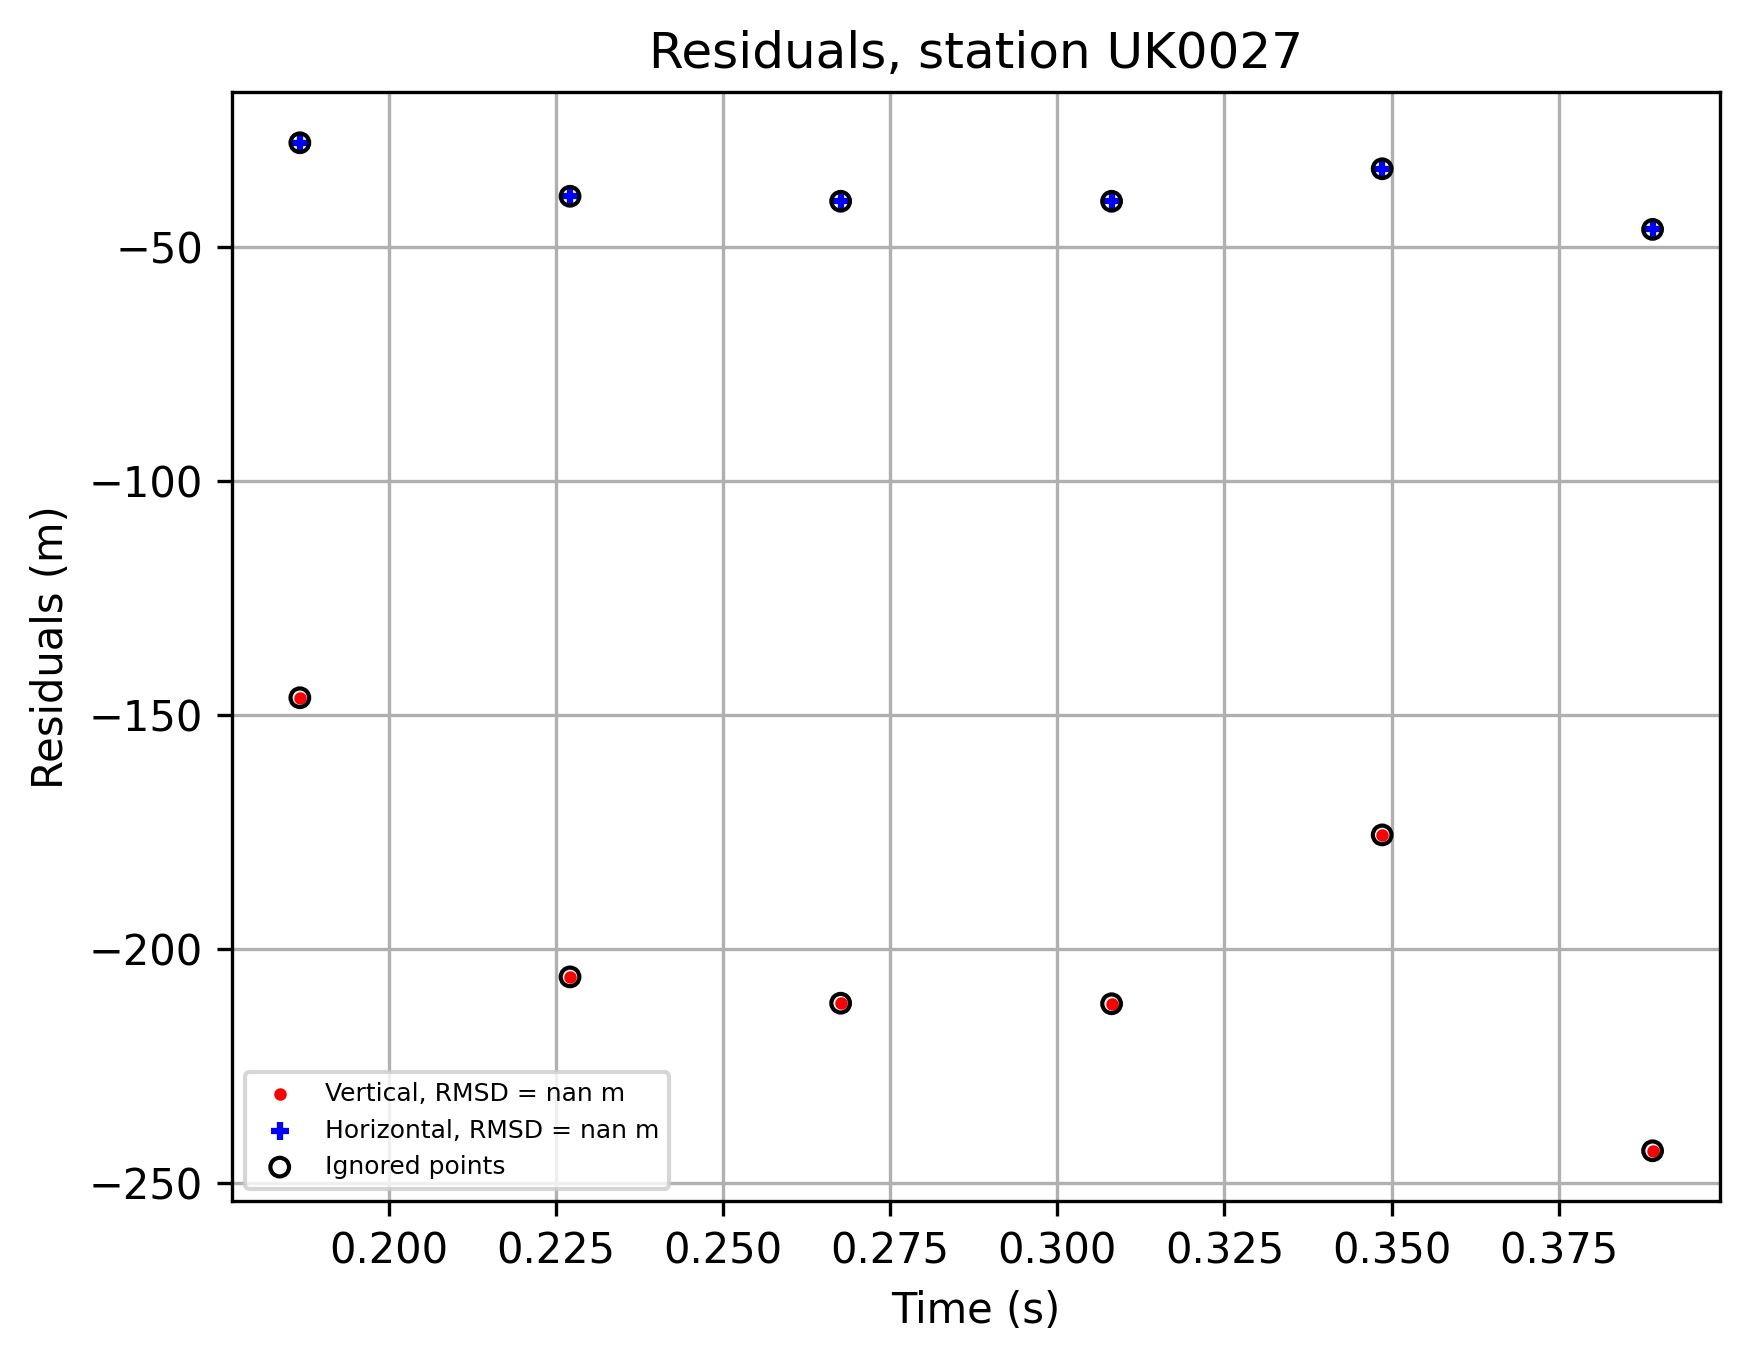 Residuals, station UK0027
Residuals (m)
−50
−100
−150
−200
−250
Vertical, RMSD = nan m
Horizontal, RMSD = nan m
Ignored points
0.200 0.225 0.250 0.275 0.300 0.325 0.350 0.375
Time (s)